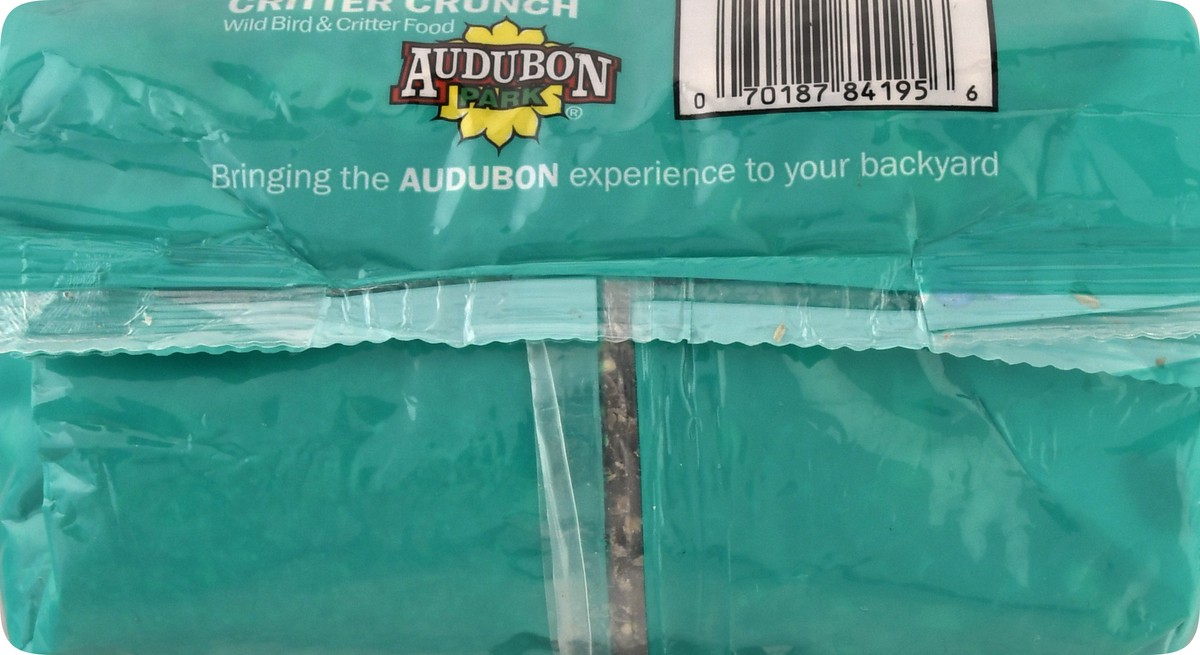 CRITTER CRUNCH
Wild Bird & Critter Food
AUDUBON
PARK
®
0 70187 84195 6
Bringing the AUDUBON experience to your backyard